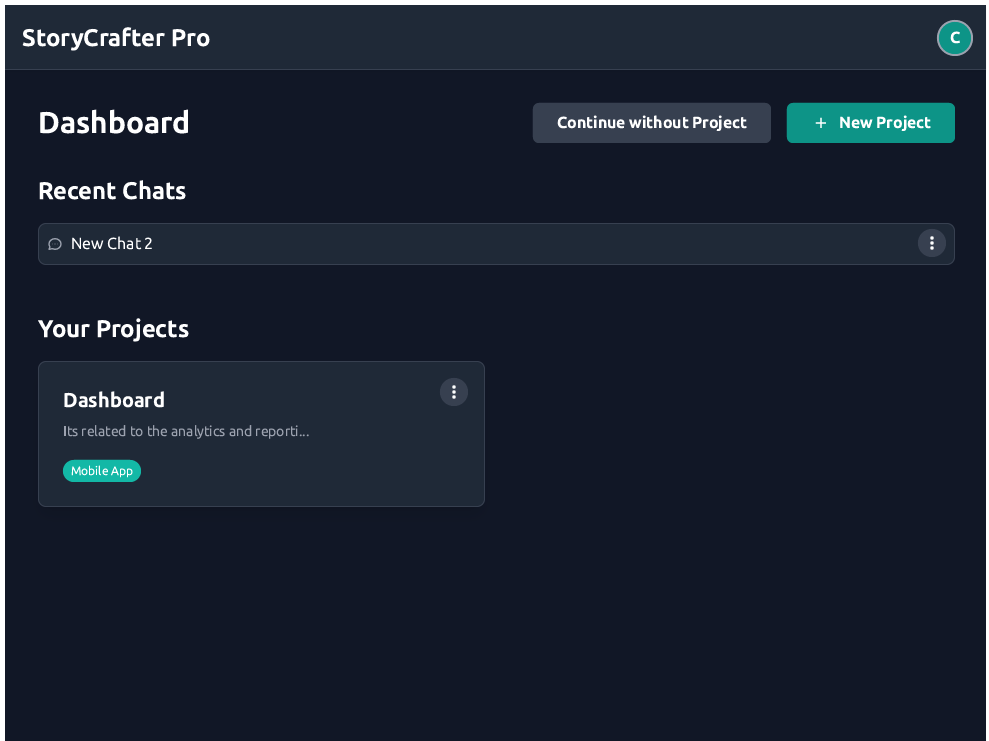 StoryCrafter Pro
C
Dashboard
Continue without Project
+ New Project
Recent Chats
New Chat 2
Your Projects
Dashboard
Its related to the analytics and reporti...
Mobile App